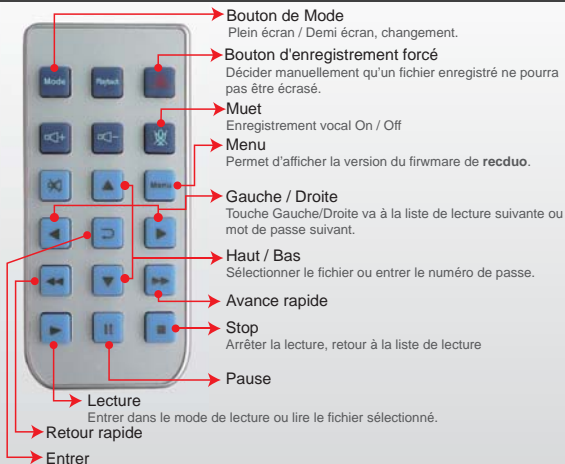 Bouton de Mode
Plein écran / Demi écran, changement.
Bouton d'enregistrement forcé
Décider manuellement qu'un fichier enregistré ne pourra
pas être écrasé.
Muet
Enregistrement vocal On / Off
Menu
Permet d'afficher la version du firwmare de recduo.
Gauche / Droite
Touche Gauche/Droite va à la liste de lecture suivante ou
mot de passe suivant.
Haut / Bas
Sélectionner le fichier ou entrer le numéro de passe.
Avance rapide
Stop
Arrêter la lecture, retour à la liste de lecture
Pause
Lecture
Entrer dans le mode de lecture ou lire le fichier sélectionné.
Retour rapide
Entrer
Mode Playback
Menu